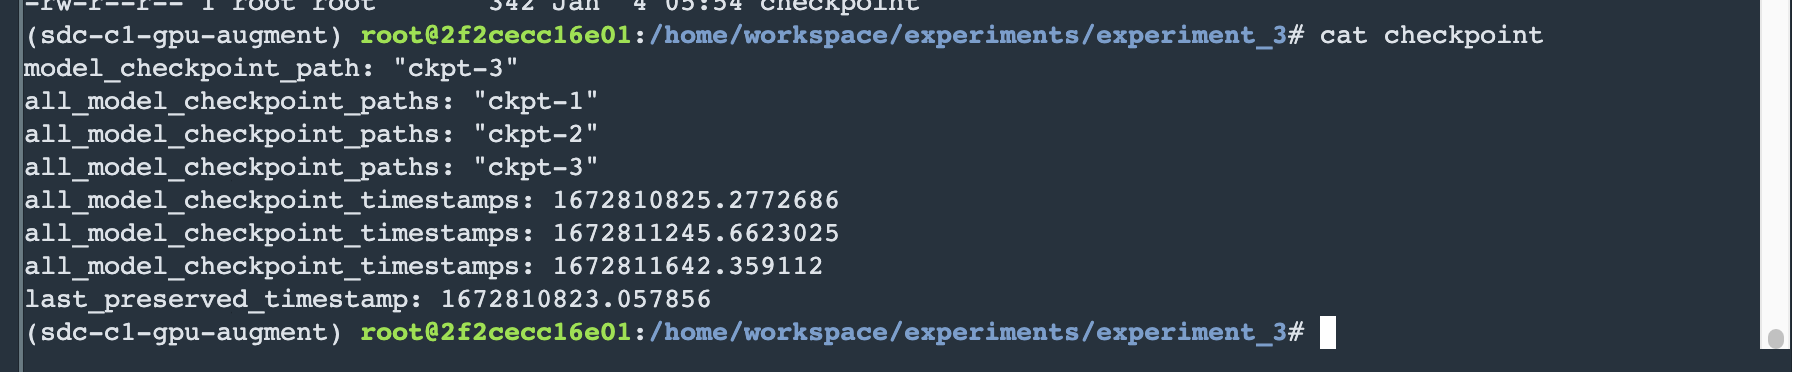 -rw-r--r-- 1 root root       342 Jan  4 05:54 checkpoint
(sdc-c1-gpu-augment) root@2f2cecc16e01:/home/workspace/experiments/experiment_3# cat checkpoint
model_checkpoint_path: "ckpt-3"
all_model_checkpoint_paths: "ckpt-1"
all_model_checkpoint_paths: "ckpt-2"
all_model_checkpoint_paths: "ckpt-3"
all_model_checkpoint_timestamps: 1672810825.2772686
all_model_checkpoint_timestamps: 1672811245.6623025
all_model_checkpoint_timestamps: 1672811642.359112
last_preserved_timestamp: 1672810823.057856
(sdc-c1-gpu-augment) root@2f2cecc16e01:/home/workspace/experiments/experiment_3#